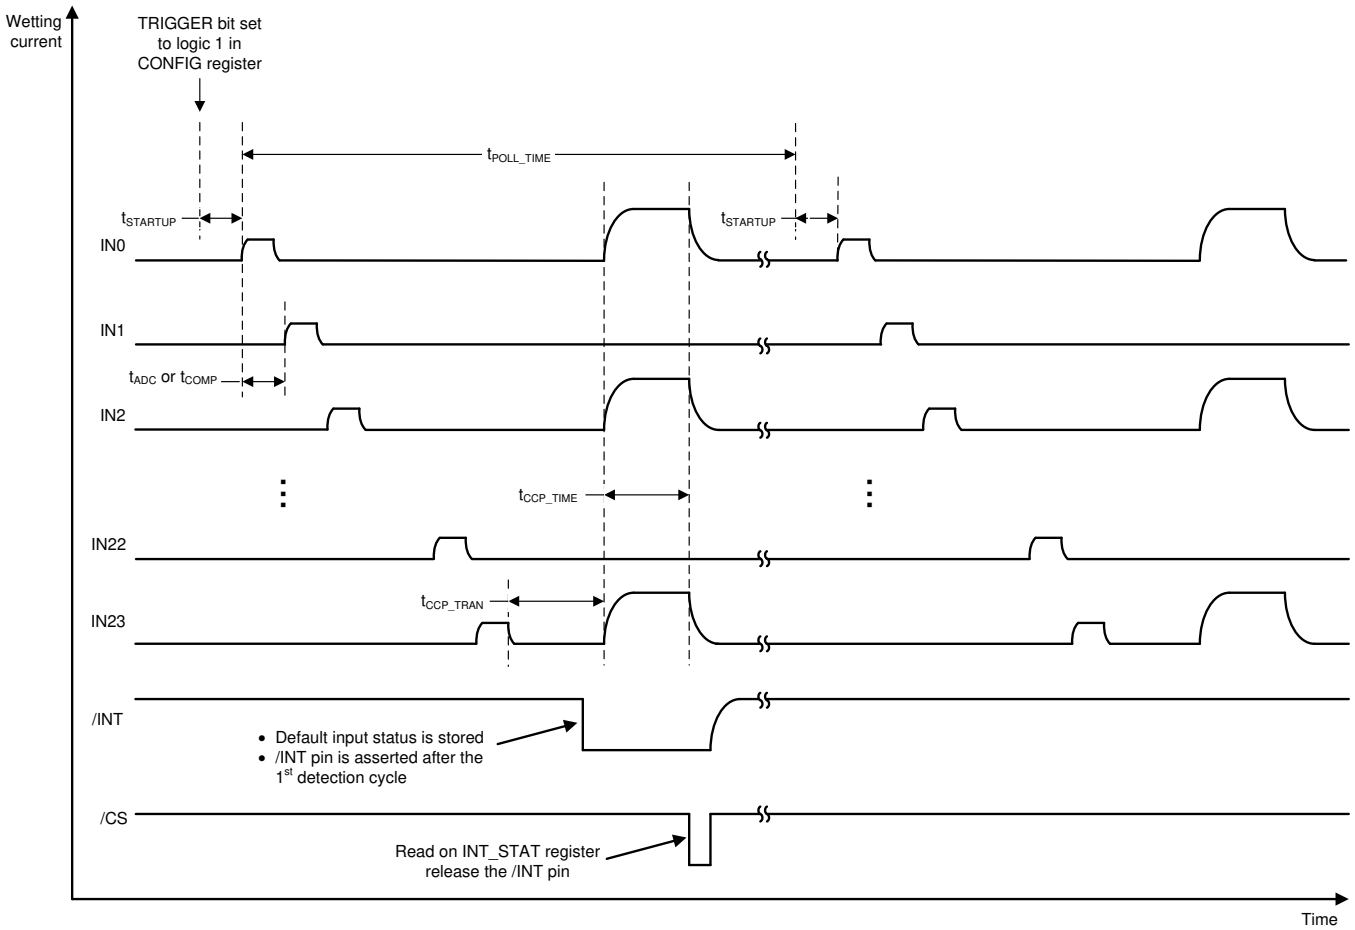 Wetting
current
TRIGGER bit set
to logic 1 in
CONFIG register
tPOLL_TIME
tSTARTUP
tSTARTUP
IN0
IN1
tADC or tCOMP
IN2
tCCP_TIME
IN22
tCCP_TRAN
IN23
/INT
• Default input status is stored
• /INT pin is asserted after the
1st detection cycle
/CS
Read on INT_STAT register
release the /INT pin
Time